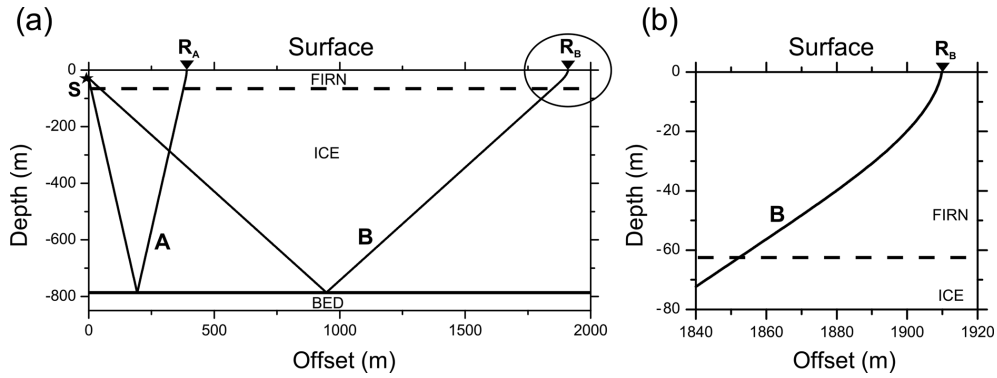 (a)
Surface
R_A
R_B
0
-200
-400
-600
-800
Depth (m)
S
FIRN
ICE
A
B
BED
0
500
1000
1500
2000
Offset (m)
(b)
Surface
R_B
0
-20
-40
-60
-80
Depth (m)
B
FIRN
ICE
1840
1860
1880
1900
1920
Offset (m)